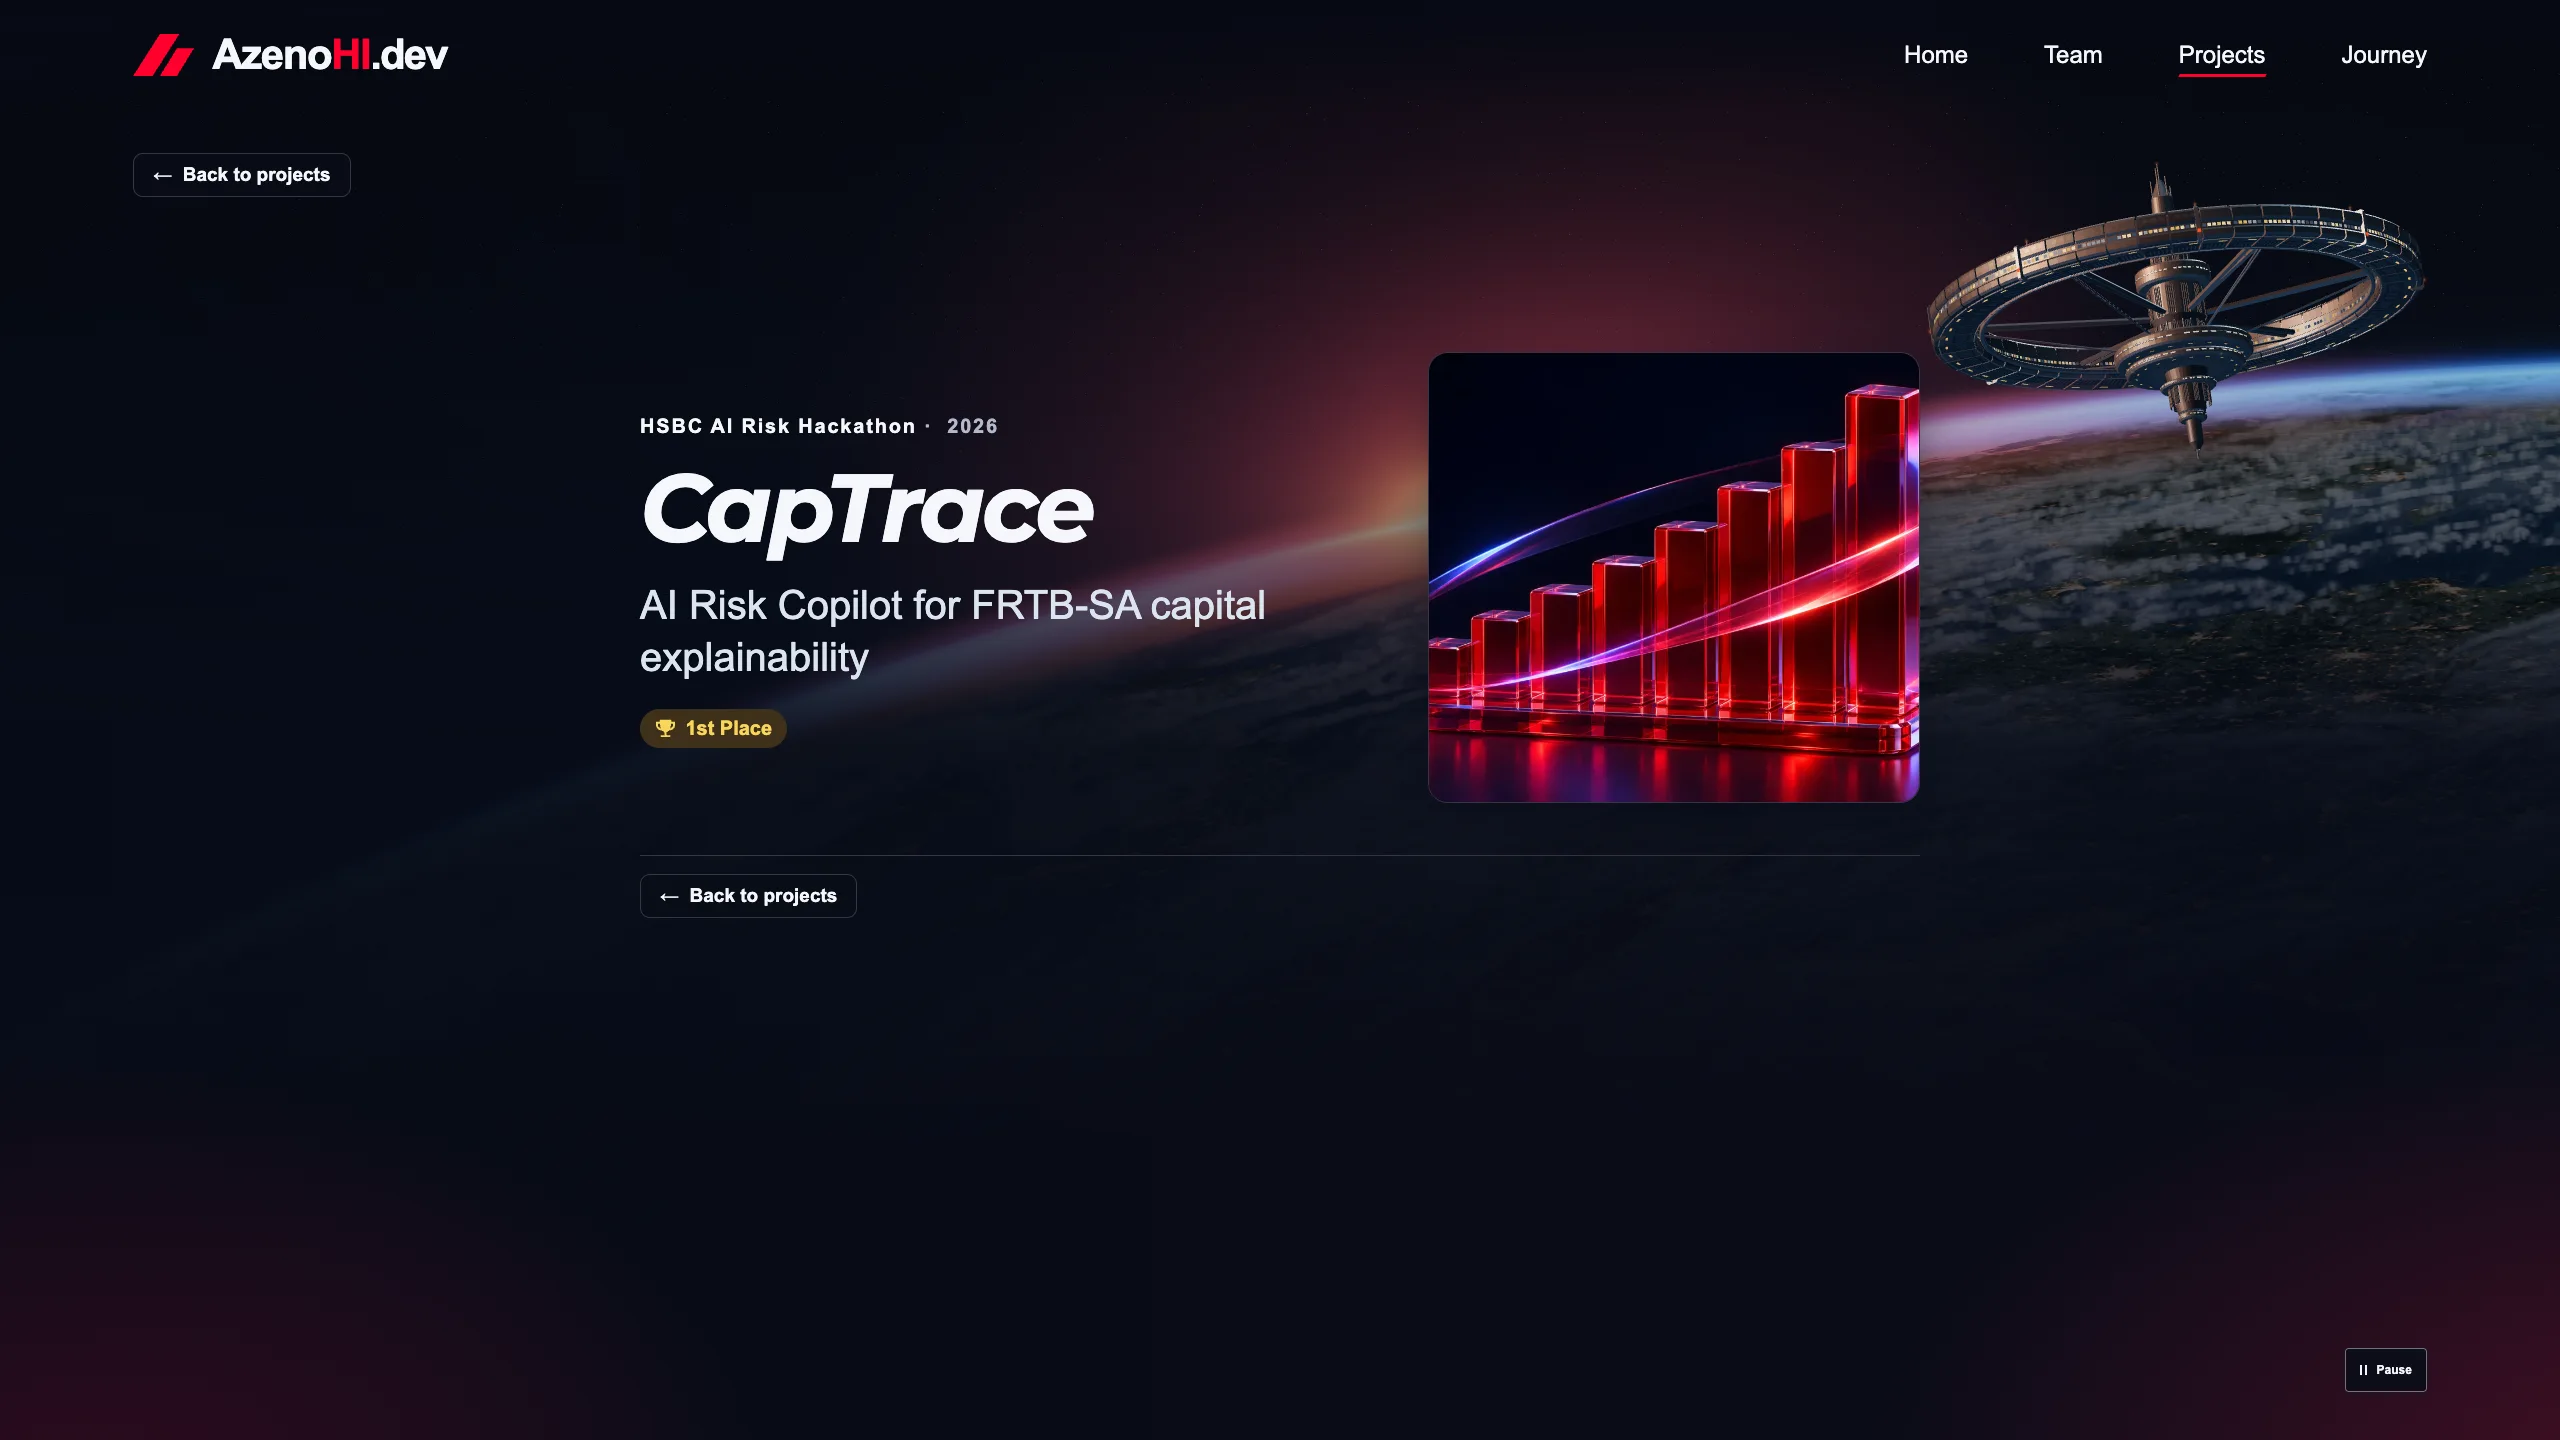 AzenoHI.dev
Home
Team
Projects
Journey
← Back to projects
HSBC AI Risk Hackathon · 2026
CapTrace
AI Risk Copilot for FRTB-SA capital
explainability
1st Place
← Back to projects
Pause